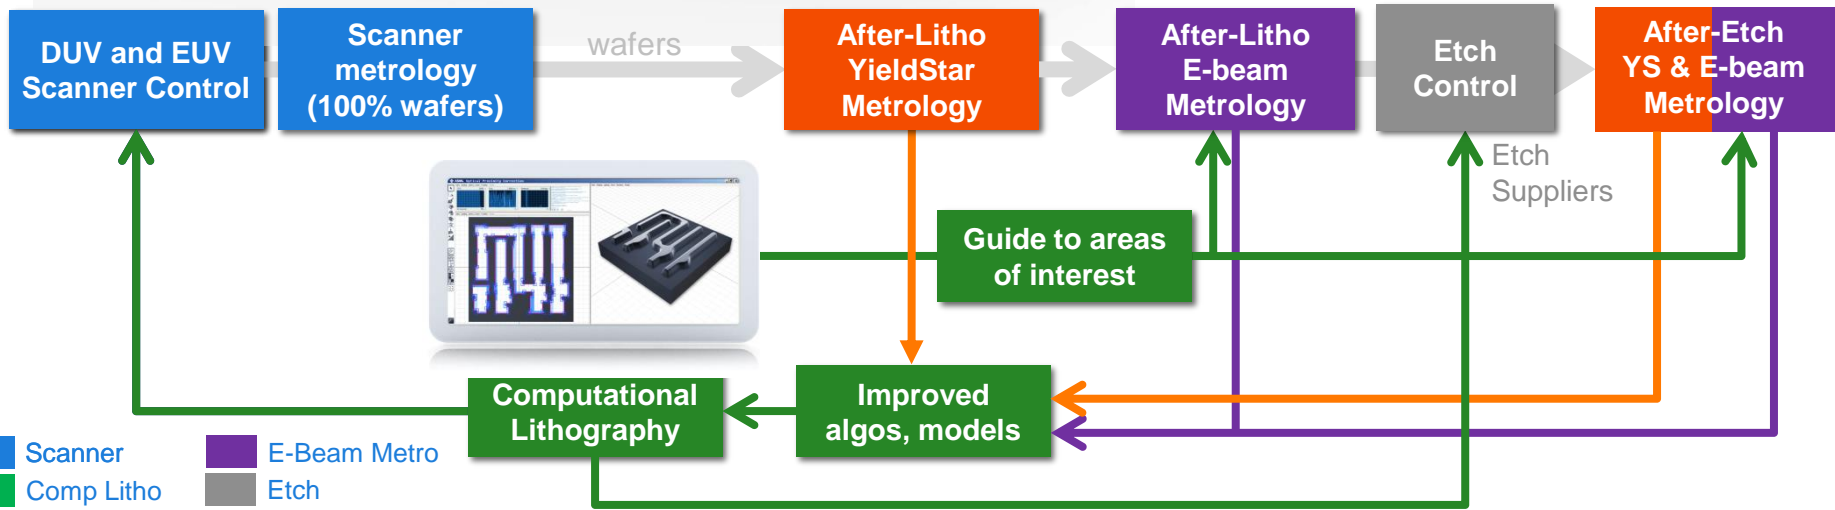 DUV and EUV
Scanner Control
Scanner
metrology
(100% wafers)
wafers
After-Litho
YieldStar
Metrology
After-Litho
E-beam
Metrology
Etch
Control
After-Etch
YS & E-beam
Metrology
Etch
Suppliers
Guide to areas
of interest
Computational
Lithography
Improved
algos, models
Scanner
E-Beam Metro
Comp Litho
Etch